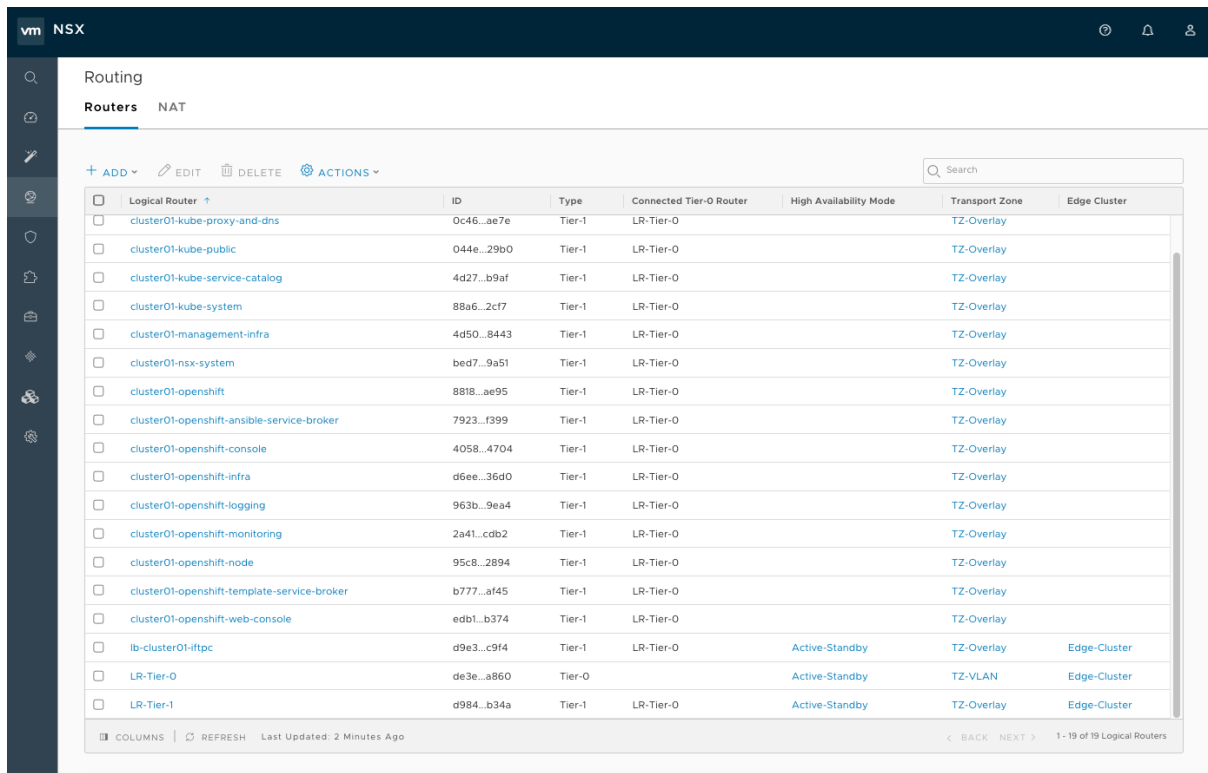 vm NSX
Routing
Routers NAT
+ ADD EDIT DELETE ACTIONS Search
Logical Router ↑ ID Type Connected Tier-0 Router High Availability Mode Transport Zone Edge Cluster
cluster01-kube-proxy-and-dns 0c46...ae7e Tier-1 LR-Tier-0 TZ-Overlay
cluster01-kube-public 044e...29b0 Tier-1 LR-Tier-0 TZ-Overlay
cluster01-kube-service-catalog 4d27...b9af Tier-1 LR-Tier-0 TZ-Overlay
cluster01-kube-system 88a6...2cf7 Tier-1 LR-Tier-0 TZ-Overlay
cluster01-management-infra 4d50...8443 Tier-1 LR-Tier-0 TZ-Overlay
cluster01-nsx-system bed7...9a51 Tier-1 LR-Tier-0 TZ-Overlay
cluster01-openshift 8818...ae95 Tier-1 LR-Tier-0 TZ-Overlay
cluster01-openshift-ansible-service-broker 7923...f399 Tier-1 LR-Tier-0 TZ-Overlay
cluster01-openshift-console 4058...4704 Tier-1 LR-Tier-0 TZ-Overlay
cluster01-openshift-infra d6ee...36d0 Tier-1 LR-Tier-0 TZ-Overlay
cluster01-openshift-logging 963b...9ea4 Tier-1 LR-Tier-0 TZ-Overlay
cluster01-openshift-monitoring 2a41...cdb2 Tier-1 LR-Tier-0 TZ-Overlay
cluster01-openshift-node 95c8...2894 Tier-1 LR-Tier-0 TZ-Overlay
cluster01-openshift-template-service-broker b777...af45 Tier-1 LR-Tier-0 TZ-Overlay
cluster01-openshift-web-console edb1...b374 Tier-1 LR-Tier-0 TZ-Overlay
lb-cluster01-iftpc d9e3...c9f4 Tier-1 LR-Tier-0 Active-Standby TZ-Overlay Edge-Cluster
LR-Tier-0 de3e...a860 Tier-0 Active-Standby TZ-VLAN Edge-Cluster
LR-Tier-1 d984...b34a Tier-1 LR-Tier-0 Active-Standby TZ-Overlay Edge-Cluster
COLUMNS REFRESH Last Updated: 2 Minutes Ago < BACK NEXT > 1 - 19 of 19 Logical Routers